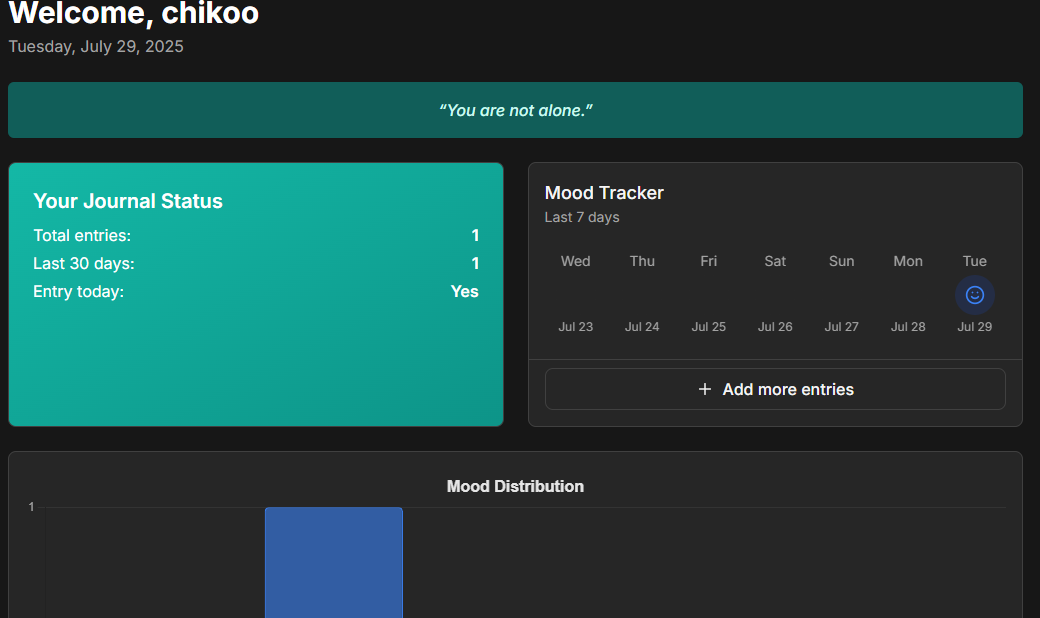 Welcome, chikoo
Tuesday, July 29, 2025
“You are not alone.”
Your Journal Status
Total entries: 1
Last 30 days: 1
Entry today: Yes
Mood Tracker
Last 7 days
Wed Thu Fri Sat Sun Mon Tue
Jul 23 Jul 24 Jul 25 Jul 26 Jul 27 Jul 28 Jul 29
+ Add more entries
Mood Distribution
1